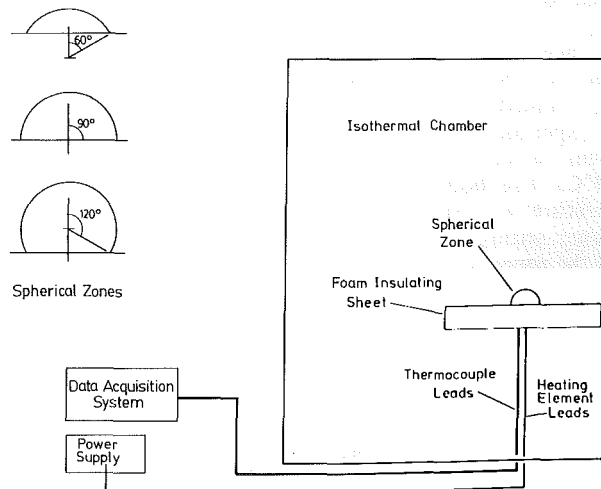 60°
90°
120°
Spherical Zones
Isothermal Chamber
Spherical
Zone
Foam Insulating
Sheet
Thermocouple
Leads
Heating
Element
Leads
Data Acquisition
System
Power
Supply